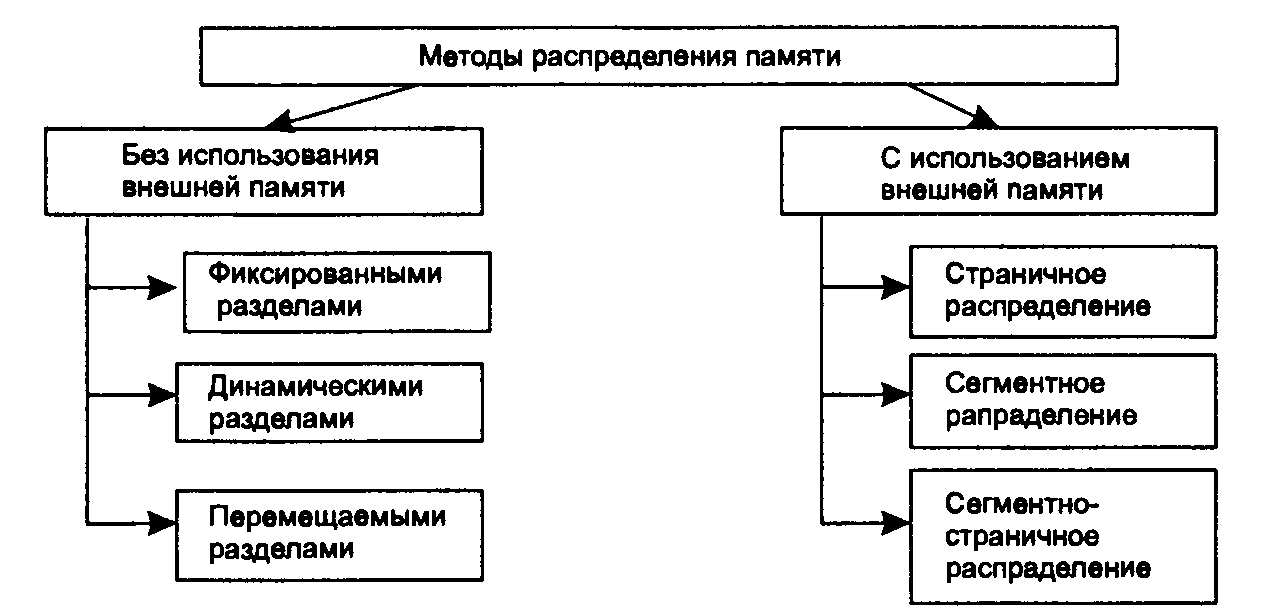 Методы распределения памяти
Без использования
внешней памяти
Фиксированными
разделами
Динамическими
разделами
Перемещаемыми
разделами
С использованием
внешней памяти
Страничное
распределение
Сегментное
рапраделение
Сегментно-
страничное
распраделение